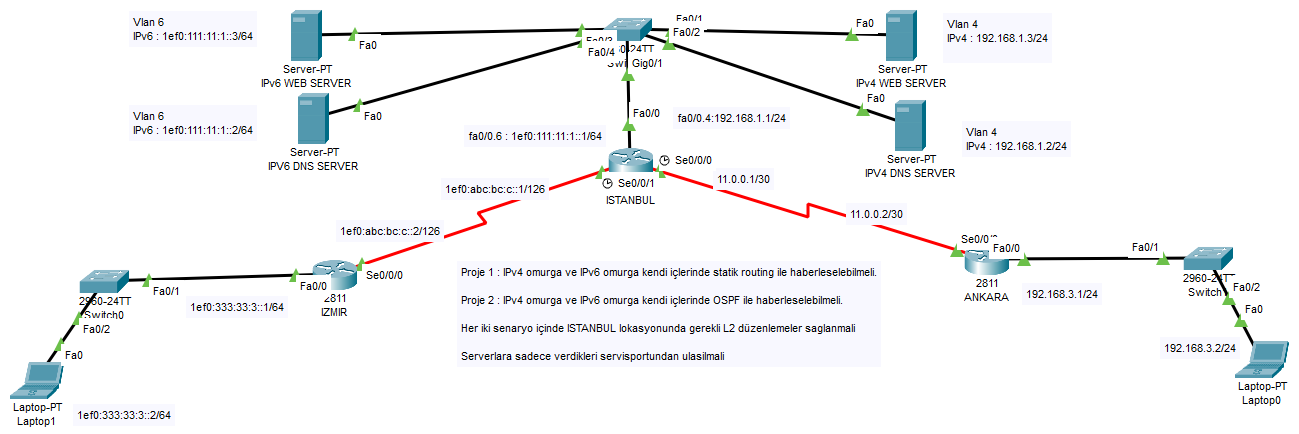 Vlan 6
IPv6 : 1ef0:111:11:1::3/64
Fa0
Server-PT
IPv6 WEB SERVER
Vlan 6
IPv6 : 1ef0:111:11:1::2/64
Fa0
Server-PT
IPV6 DNS SERVER
Fa0/1
Fa0/2
Fa0/4
Gig0/1
Fa0
Server-PT
IPv4 WEB SERVER
Vlan 4
IPv4 : 192.168.1.3/24
Fa0
Server-PT
IPV4 DNS SERVER
Vlan 4
IPv4 : 192.168.1.2/24
Fa0/0
fa0/0.6 : 1ef0:111:11:1::1/64
fa0/0.4:192.168.1.1/24
Se0/0/0
Se0/0/1
ISTANBUL
1ef0:abc:bc:c::1/126
11.0.0.1/30
1ef0:abc:bc:c::2/126
11.0.0.2/30
Se0/0/0
Fa0/0
2811
IZMIR
1ef0:333:33:3::1/64
Fa0/1
2960-24TT
Switch0
Fa0/2
Fa0
Laptop-PT
Laptop1
1ef0:333:33:3::2/64
Proje 1 : IPv4 omurga ve IPv6 omurga kendi içlerinde statik routing ile haberleselebilmeli.
Proje 2 : IPv4 omurga ve IPv6 omurga kendi içlerinde OSPF ile haberleselebilmeli.
Her iki senaryo içinde ISTANBUL lokasyonunda gerekli L2 düzenlemeler saglanmali
Serverlara sadece verdikleri servisportundan ulasilmali
Fa0/0
2811
ANKARA
192.168.3.1/24
Fa0/1
2960-24TT
Switch
Fa0/2
Fa0
192.168.3.2/24
Laptop-PT
Laptop0